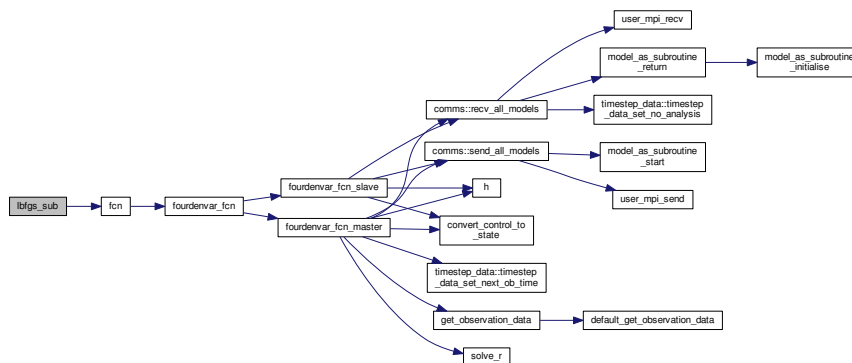 lbfgs_sub
fcn
fourdenvar_fcn
fourdenvar_fcn_slave
fourdenvar_fcn_master
comms::recv_all_models
comms::send_all_models
h
convert_control_to
_state
timestep_data::timestep
_data_set_next_ob_time
get_observation_data
solve_r
user_mpi_recv
model_as_subroutine
_return
timestep_data::timestep
_data_set_no_analysis
model_as_subroutine
_start
user_mpi_send
default_get_observation_data
model_as_subroutine
_initialise